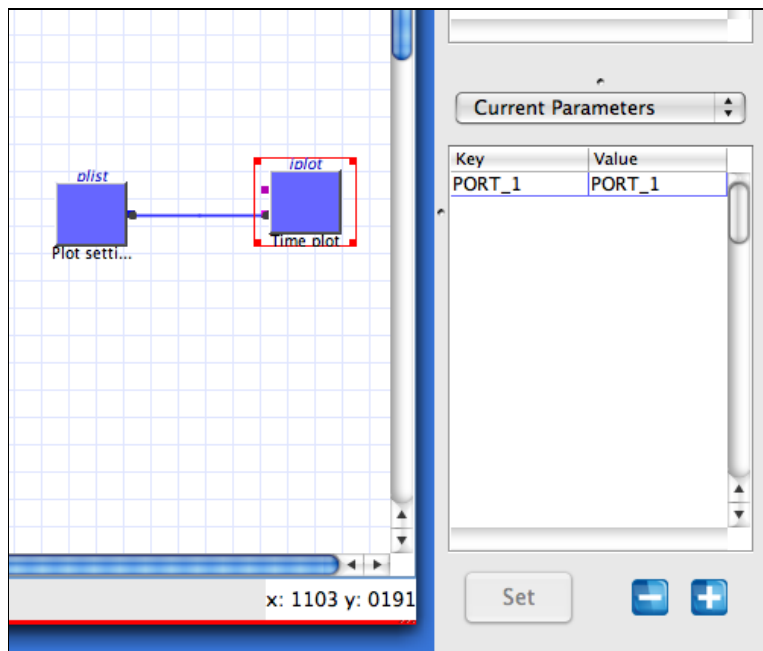 plist
Plot setti...
iplot
Time plot
x: 1103 y: 0191
Current Parameters
Key Value
PORT_1 PORT_1
Set